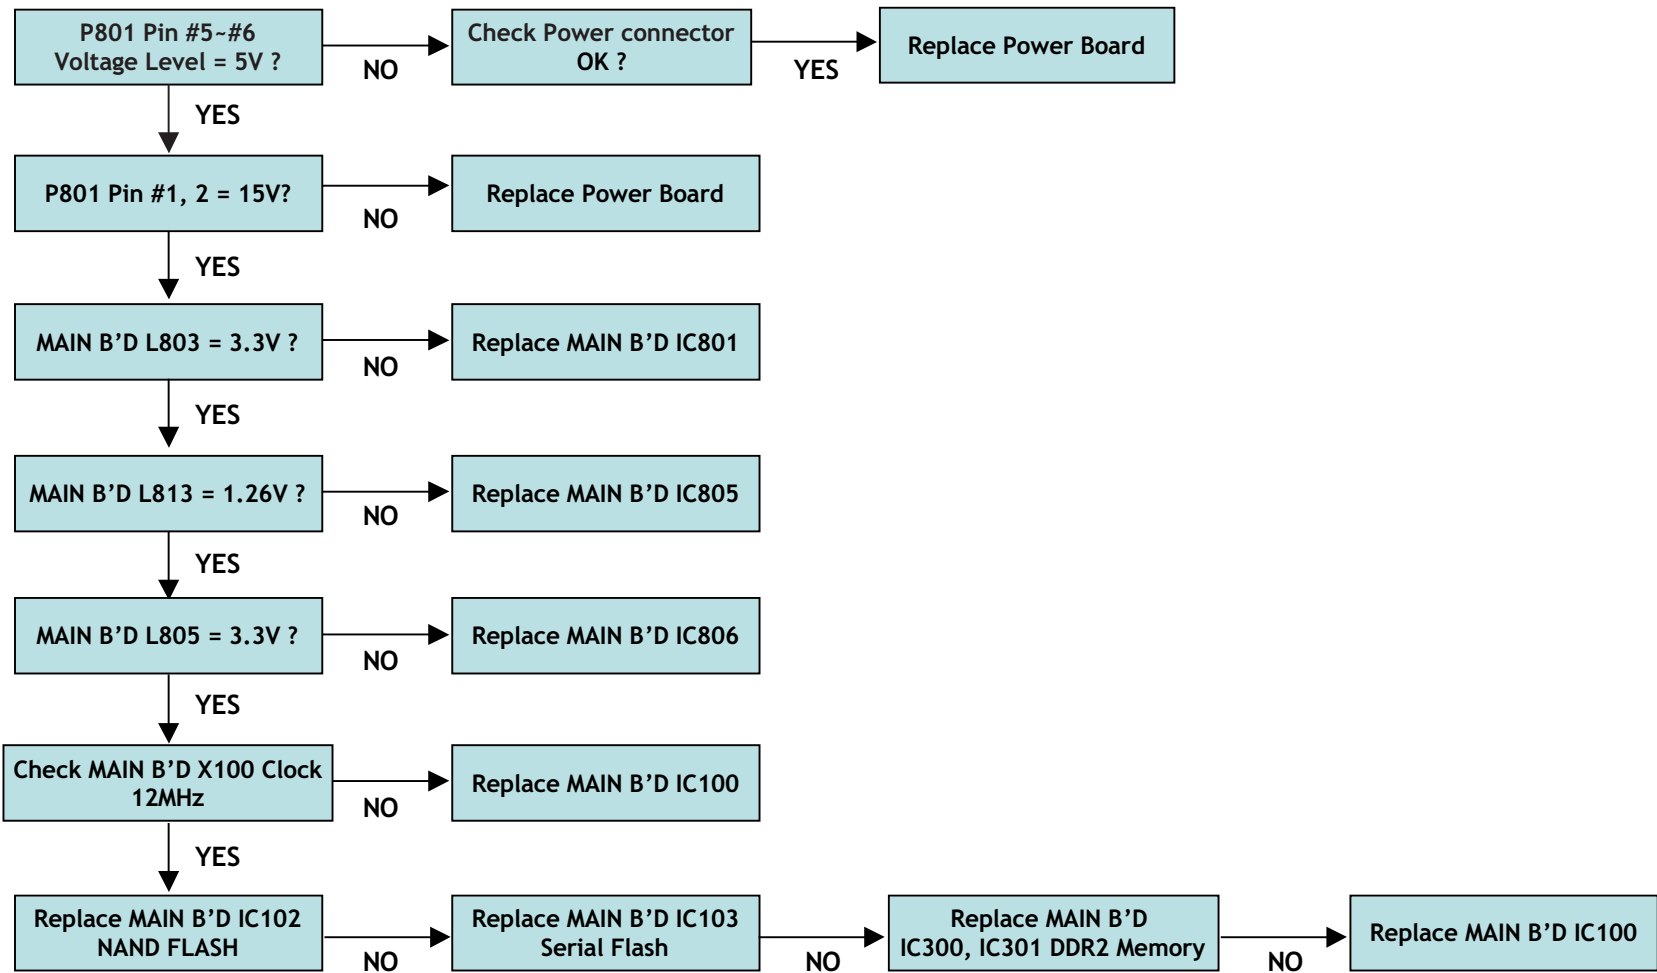 P801 Pin #5~#6
Voltage Level = 5V ?
NO
Check Power connector
OK ?
YES
Replace Power Board
YES
P801 Pin #1, 2 = 15V?
NO
Replace Power Board
YES
MAIN B’D L803 = 3.3V ?
NO
Replace MAIN B’D IC801
YES
MAIN B’D L813 = 1.26V ?
NO
Replace MAIN B’D IC805
YES
MAIN B’D L805 = 3.3V ?
NO
Replace MAIN B’D IC806
YES
Check MAIN B’D X100 Clock
12MHz
NO
Replace MAIN B’D IC100
YES
Replace MAIN B’D IC102
NAND FLASH
NO
Replace MAIN B’D IC103
Serial Flash
NO
Replace MAIN B’D
IC300, IC301 DDR2 Memory
NO
Replace MAIN B’D IC100